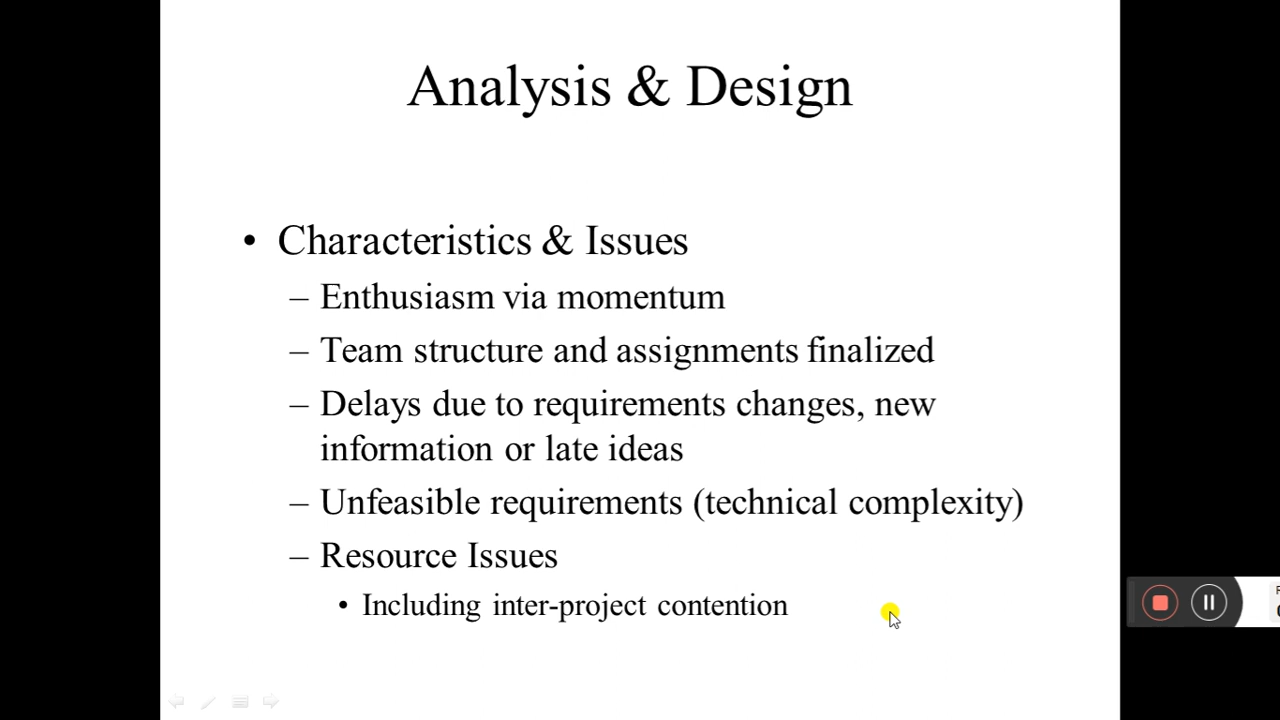 Analysis & Design
• Characteristics & Issues
– Enthusiasm via momentum
– Team structure and assignments finalized
– Delays due to requirements changes, new
information or late ideas
– Unfeasible requirements (technical complexity)
– Resource Issues
• Including inter-project contention